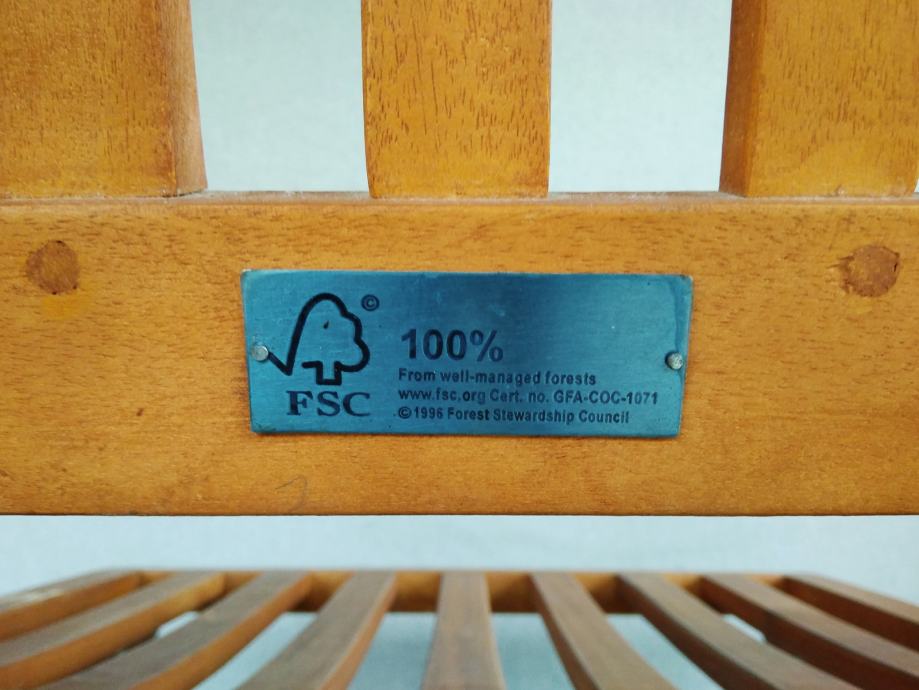 ©
100%
From well-managed forests
www.fsc.org Cert. no. GFA-COC-1071
©1996 Forest Stewardship Council
FSC